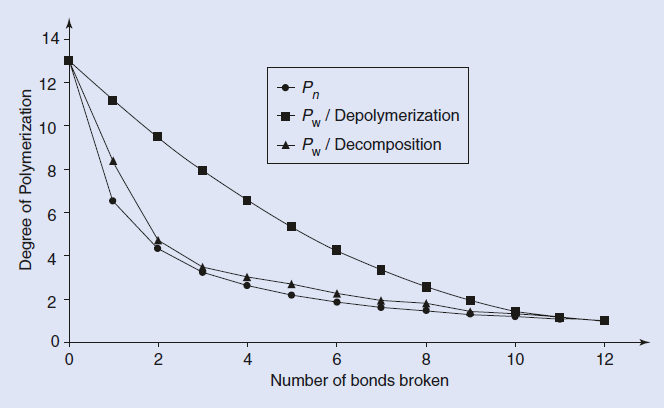 14
12
10
8
6
4
2
0
Degree of Polymerization
Pn
Pw / Depolymerization
Pw / Decomposition
0 2 4 6 8 10 12
Number of bonds broken